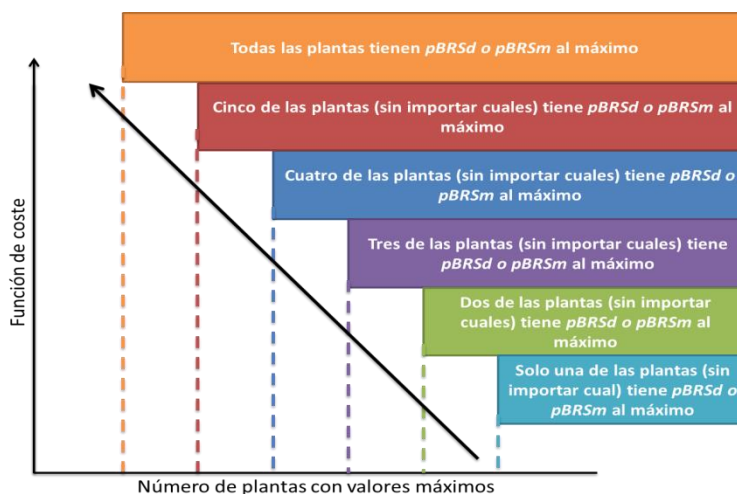 Todas las plantas tienen pBRSd o pBRSm al máximo
Cinco de las plantas (sin importar cuales) tiene pBRSd o pBRSm al
máximo
Cuatro de las plantas (sin importar cuales) tiene pBRSd o
pBRSm al máximo
Tres de las plantas (sin importar cuales) tiene
pBRSd o pBRSm al máximo
Dos de las plantas (sin importar
cuales) tiene pBRSd o pBRSm al
máximo
Solo una de las plantas (sin
importar cual) tiene pBRSd o
pBRSm al máximo
Función de coste
Número de plantas con valores máximos